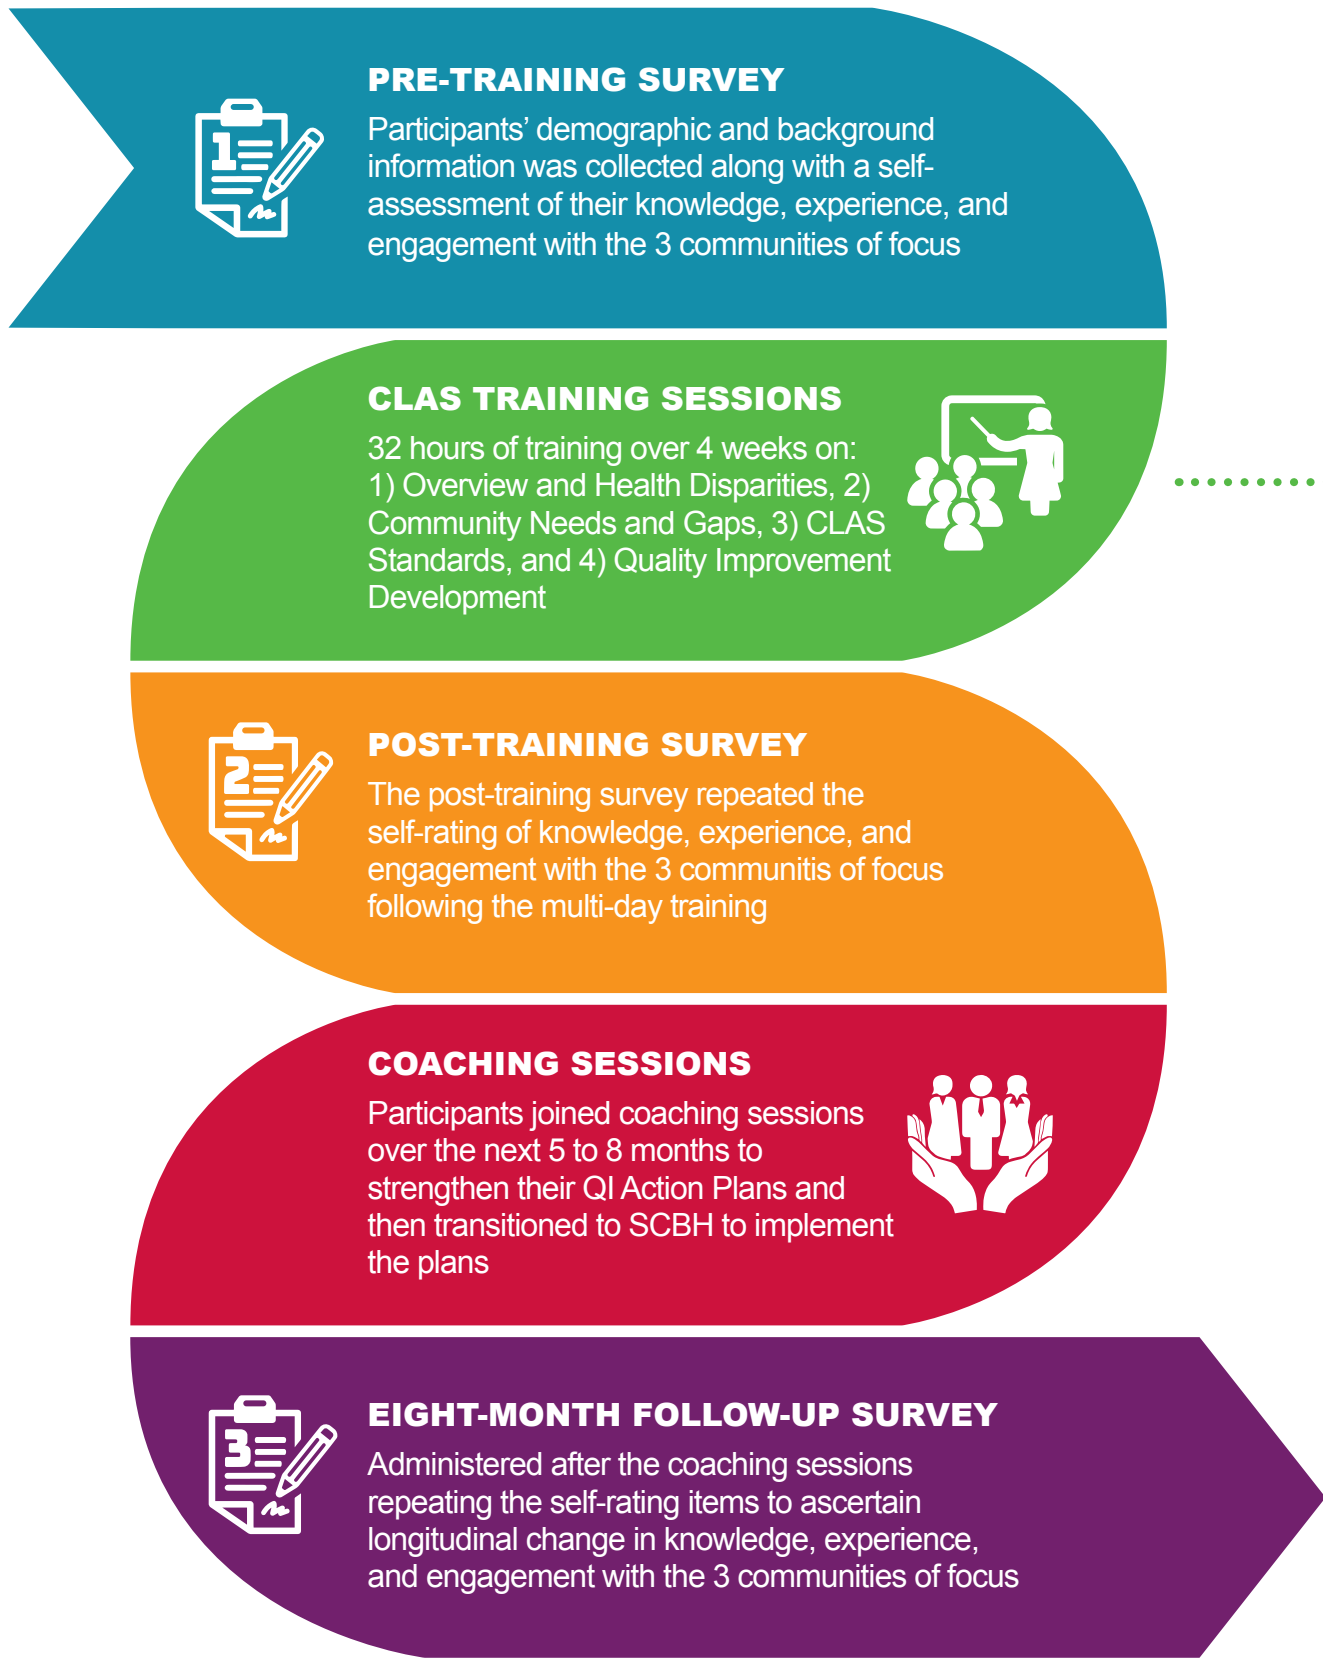 PRE-TRAINING SURVEY
Participants’ demographic and background
information was collected along with a self-
assessment of their knowledge, experience, and
engagement with the 3 communities of focus
1
CLAS TRAINING SESSIONS
32 hours of training over 4 weeks on:
1) Overview and Health Disparities, 2)
Community Needs and Gaps, 3) CLAS
Standards, and 4) Quality Improvement
Development
POST-TRAINING SURVEY
2
The post-training survey repeated the
self-rating of knowledge, experience, and
engagement with the 3 communitis of focus
following the multi-day training
COACHING SESSIONS
Participants joined coaching sessions
over the next 5 to 8 months to
strengthen their QI Action Plans and
then transitioned to SCBH to implement
the plans
EIGHT-MONTH FOLLOW-UP SURVEY
3
Administered after the coaching sessions
repeating the self-rating items to ascertain
longitudinal change in knowledge, experience,
and engagement with the 3 communities of focus